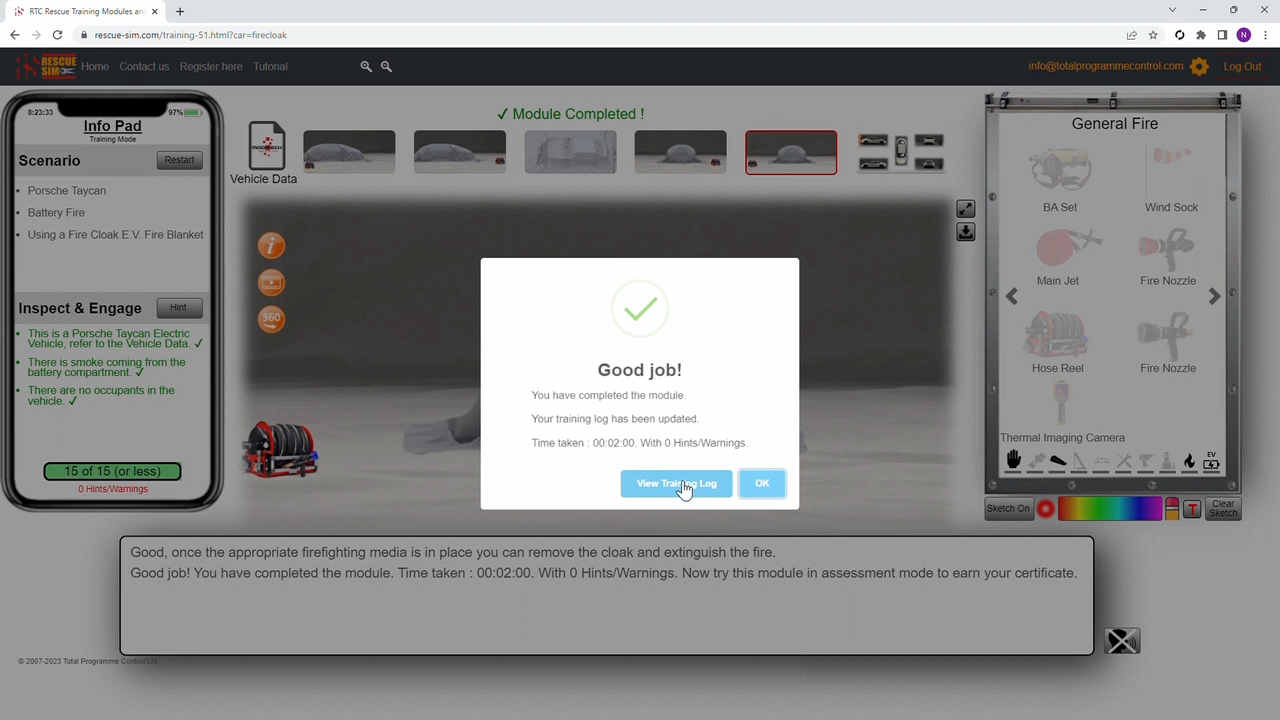 RTC Rescue Training Modules an
rescue-sim.com/training-51.html?car=firecloak
N
RESCUE SIM
Home
Contact us
Register here
Tutorial
info@totalprogrammecontrol.com
Log Out
8:23:33
97%
Info Pad
Training Mode
Scenario
Restart
• Porsche Taycan
• Battery Fire
• Using a Fire Cloak E.V. Fire Blanket
Inspect & Engage
Hint
• This is a Porsche Taycan Electric
Vehicle, refer to the Vehicle Data. ✓
• There is smoke coming from the
battery compartment. ✓
• There are no occupants in the
vehicle. ✓
15 of 15 (or less)
0 Hints/Warnings
✓ Module Completed !
Vehicle Data
i
360
Good job!
You have completed the module.
Your training log has been updated.
Time taken : 00:02:00. With 0 Hints/Warnings.
View Training Log
OK
General Fire
BA Set
Wind Sock
Main Jet
Fire Nozzle
Hose Reel
Fire Nozzle
Thermal Imaging Camera
EV
Sketch On
T
Clear
Sketch
Good, once the appropriate firefighting media is in place you can remove the cloak and extinguish the fire.
Good job! You have completed the module. Time taken : 00:02:00. With 0 Hints/Warnings. Now try this module in assessment mode to earn your certificate.
© 2007-2023 Total Programme Control Ltd.